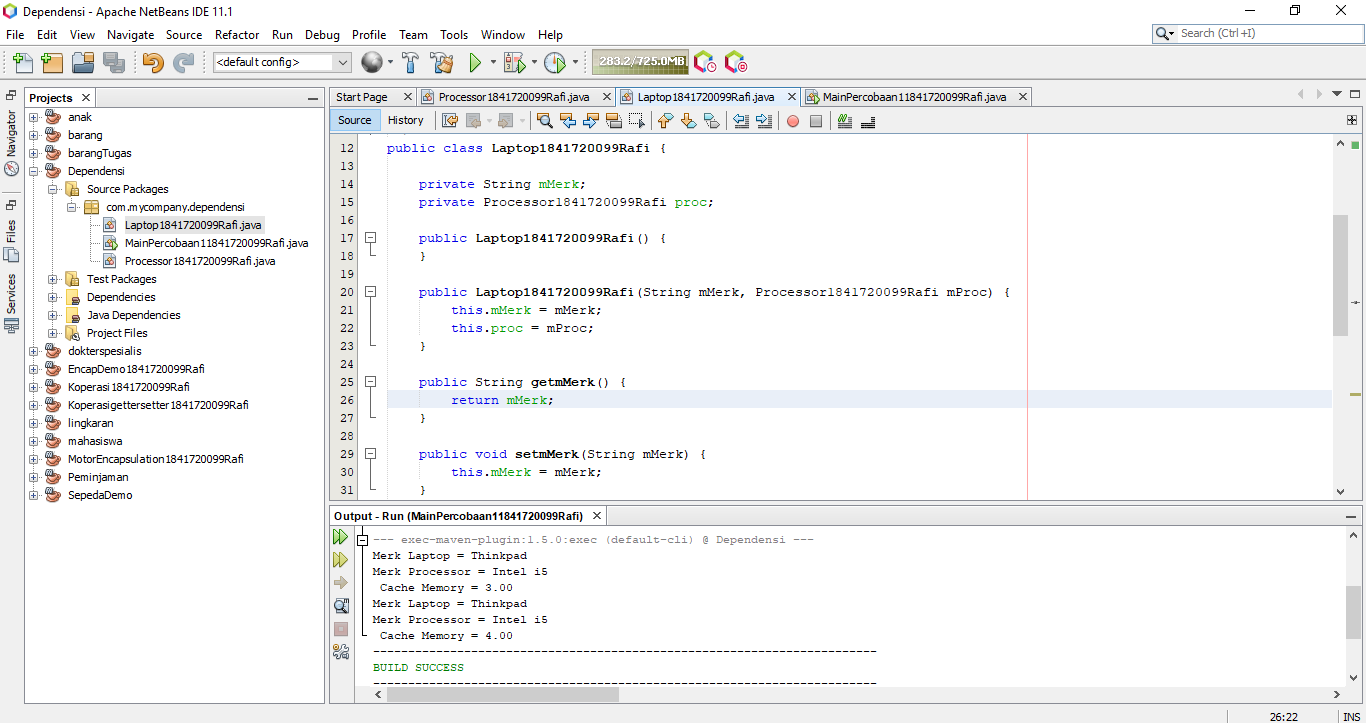 Dependensi - Apache NetBeans IDE 11.1
File Edit View Navigate Source Refactor Run Debug Profile Team Tools Window Help
Search (Ctrl+I)
<default config>
283.2/725.0MB
Projects
Navigator
Files
Services
anak
barang
barangTugas
Dependensi
Source Packages
com.mycompany.dependensi
Laptop1841720099Rafi.java
MainPercobaan11841720099Rafi.java
Processor1841720099Rafi.java
Test Packages
Dependencies
Java Dependencies
Project Files
dokterspesialis
EncapDemo1841720099Rafi
Koperasi1841720099Rafi
Koperasigettersetter1841720099Rafi
lingkaran
mahasiswa
MotorEncapsulation1841720099Rafi
Peminjaman
SepedaDemo
Start Page Processor1841720099Rafi.java Laptop1841720099Rafi.java MainPercobaan11841720099Rafi.java
Source History
12 public class Laptop1841720099Rafi {
13
14 private String mMerk;
15 private Processor1841720099Rafi proc;
16
17 public Laptop1841720099Rafi() {
18 }
19
20 public Laptop1841720099Rafi(String mMerk, Processor1841720099Rafi mProc) {
21 this.mMerk = mMerk;
22 this.proc = mProc;
23 }
24
25 public String getmMerk() {
26 return mMerk;
27 }
28
29 public void setmMerk(String mMerk) {
30 this.mMerk = mMerk;
31 }
Output - Run (MainPercobaan11841720099Rafi)
--- exec-maven-plugin:1.5.0:exec (default-cli) @ Dependensi ---
Merk Laptop = Thinkpad
Merk Processor = Intel i5
Cache Memory = 3.00
Merk Laptop = Thinkpad
Merk Processor = Intel i5
Cache Memory = 4.00
------------------------------------------------------------------------
BUILD SUCCESS
------------------------------------------------------------------------
26:22 INS